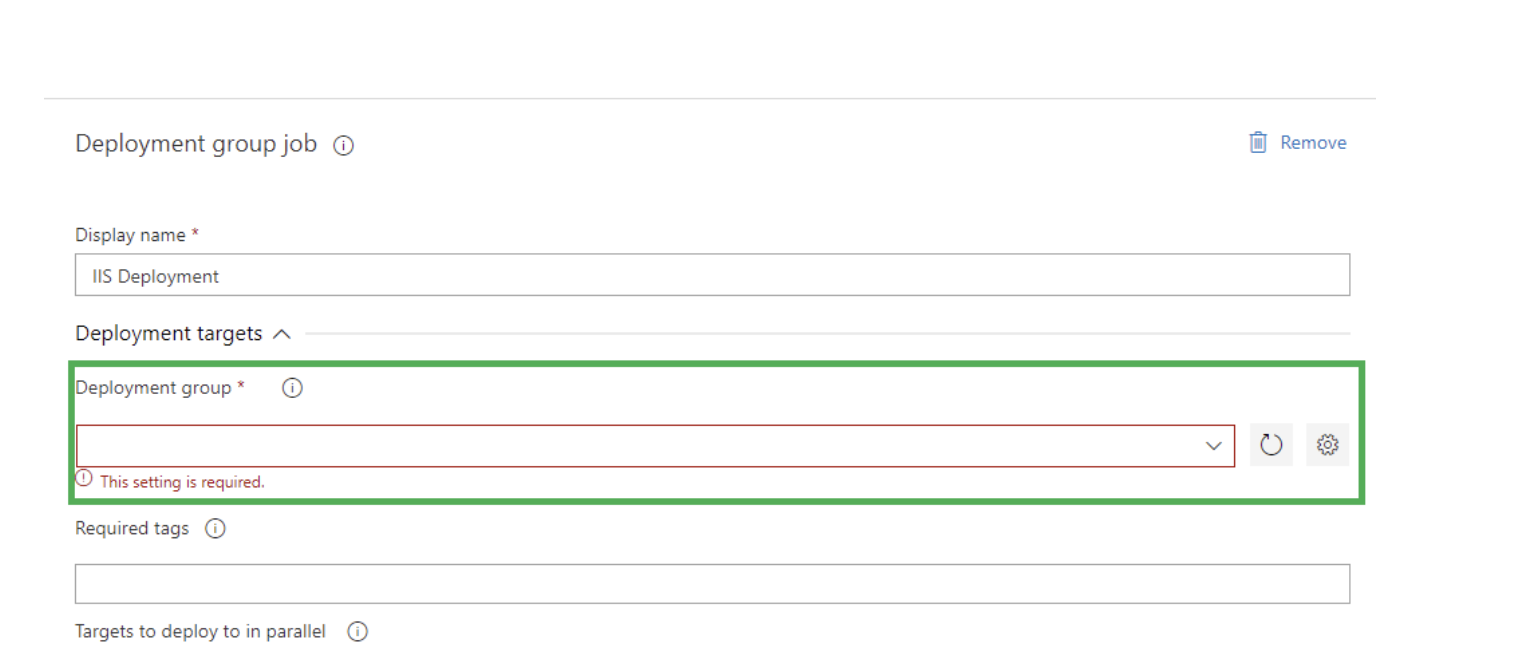 Deployment group job
Remove
Display name *
IIS Deployment
Deployment targets
Deployment group *
This setting is required.
Required tags
Targets to deploy to in parallel